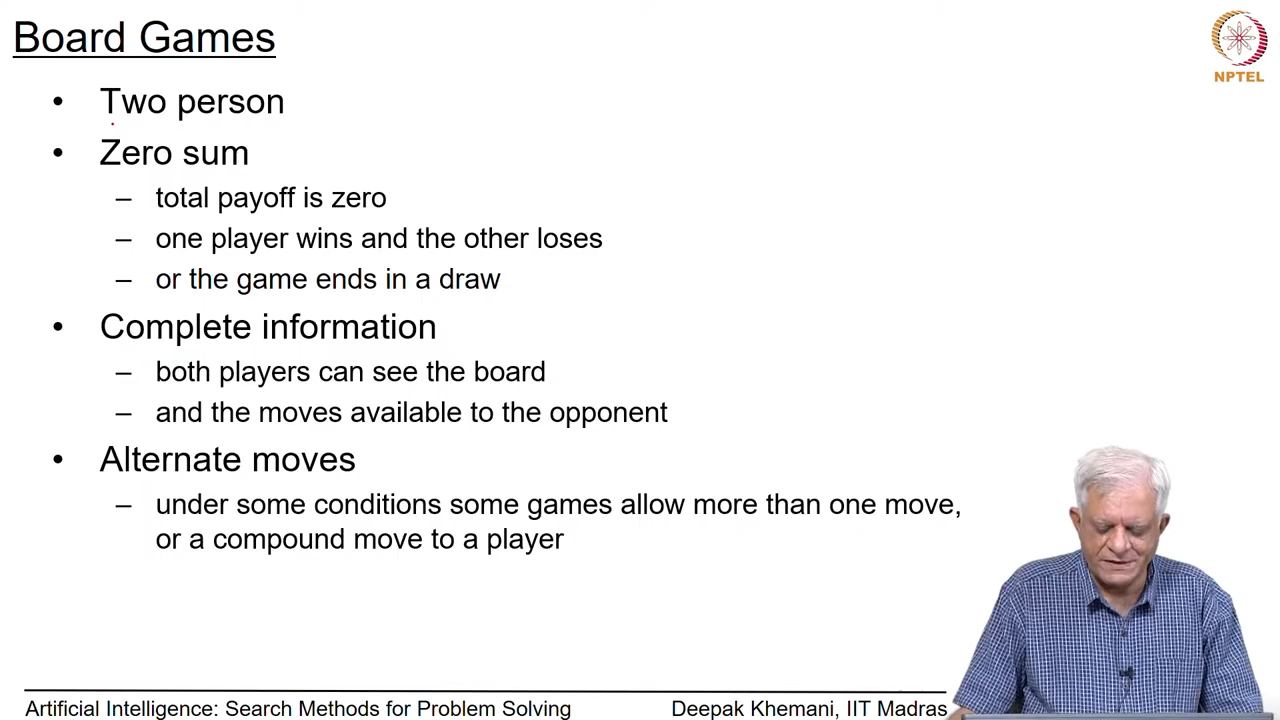 Board Games
NPTEL
• Two person
• Zero sum
– total payoff is zero
– one player wins and the other loses
– or the game ends in a draw
• Complete information
– both players can see the board
– and the moves available to the opponent
• Alternate moves
– under some conditions some games allow more than one move,
or a compound move to a player
Artificial Intelligence: Search Methods for Problem Solving
Deepak Khemani, IIT Madras